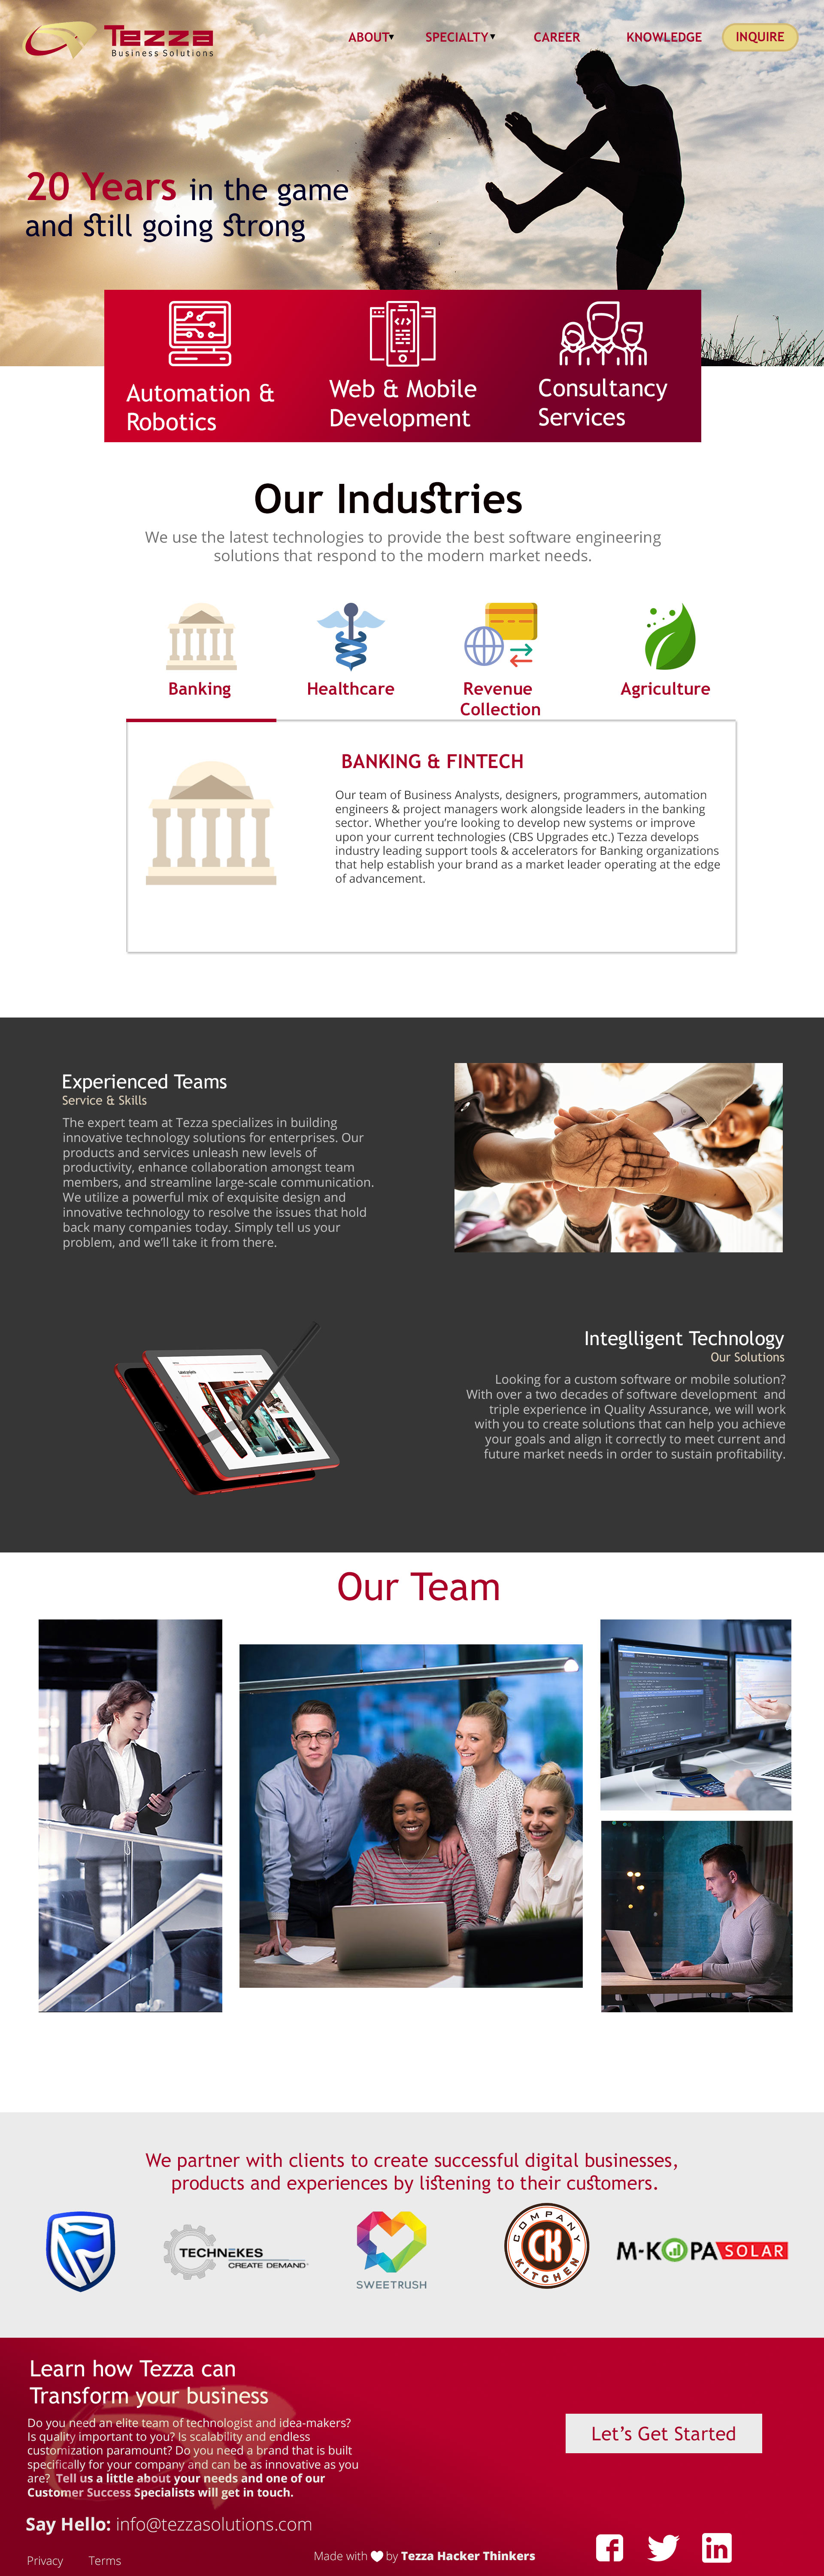 Tezza
Business Solutions
ABOUT▾ SPECIALTY▾ CAREER KNOWLEDGE INQUIRE
20 Years in the game
and still going strong
Automation &
Robotics
Web & Mobile
Development
Consultancy
Services
Our Industries
We use the latest technologies to provide the best software engineering
solutions that respond to the modern market needs.
Banking
Healthcare
Revenue
Collection
Agriculture
BANKING & FINTECH
Our team of Business Analysts, designers, programmers, automation
engineers & project managers work alongside leaders in the banking
sector. Whether you’re looking to develop new systems or improve
upon your current technologies (CBS Upgrades etc.) Tezza develops
industry leading support tools & accelerators for Banking organizations
that help establish your brand as a market leader operating at the edge
of advancement.
Experienced Teams
Service & Skills
The expert team at Tezza specializes in building
innovative technology solutions for enterprises. Our
products and services unleash new levels of
productivity, enhance collaboration amongst team
members, and streamline large-scale communication.
We utilize a powerful mix of exquisite design and
innovative technology to resolve the issues that hold
back many companies today. Simply tell us your
problem, and we’ll take it from there.
Integlligent Technology
Our Solutions
Looking for a custom software or mobile solution?
With over a two decades of software development and
triple experience in Quality Assurance, we will work
with you to create solutions that can help you achieve
your goals and align it correctly to meet current and
future market needs in order to sustain profitability.
Our Team
We partner with clients to create successful digital businesses,
products and experiences by listening to their customers.
TECHNEKES
CREATE DEMAND
SWEETRUSH
COMPANY
CK
KITCHEN
M-KOPA SOLAR
Learn how Tezza can
Transform your business
Do you need an elite team of technologist and idea-makers?
Is quality important to you? Is scalability and endless
customization paramount? Do you need a brand that is built
specifically for your company and can be as innovative as you
are? Tell us a little about your needs and one of our
Customer Success Specialists will get in touch.
Let’s Get Started
Say Hello: info@tezzasolutions.com
Made with ♥ by Tezza Hacker Thinkers
Privacy Terms